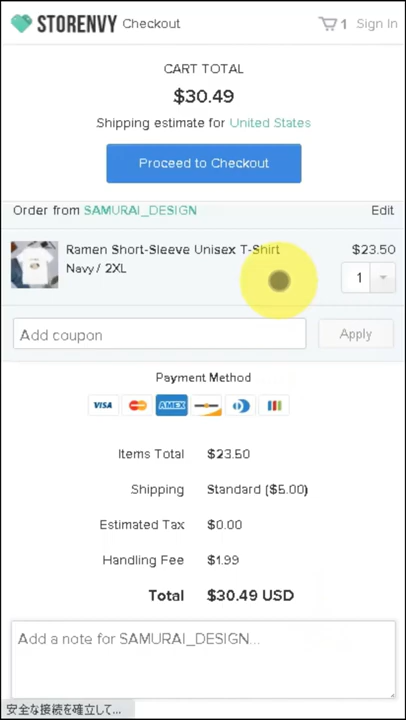 STORENVY Checkout 1 Sign In
CART TOTAL
$30.49
Shipping estimate for United States
Proceed to Checkout
Order from SAMURAI_DESIGN Edit
Ramen Short-Sleeve Unisex T-Shirt $23.50
Navy / 2XL 1
Add coupon Apply
Payment Method
VISA AMEX
Items Total $23.50
Shipping Standard ($5.00)
Estimated Tax $0.00
Handling Fee $1.99
Total $30.49 USD
Add a note for SAMURAI_DESIGN...
安全な接続を確立して...